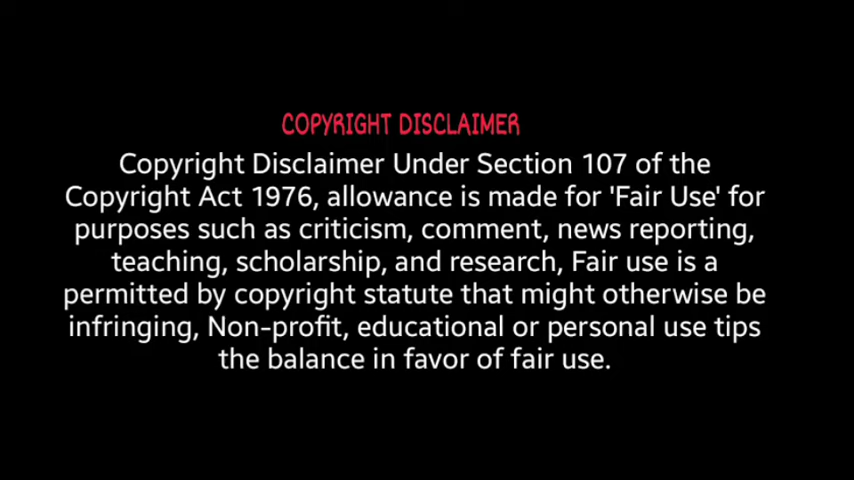 COPYRIGHT DISCLAIMER
Copyright Disclaimer Under Section 107 of the
Copyright Act 1976, allowance is made for 'Fair Use' for
purposes such as criticism, comment, news reporting,
teaching, scholarship, and research, Fair use is a
permitted by copyright statute that might otherwise be
infringing, Non-profit, educational or personal use tips
the balance in favor of fair use.